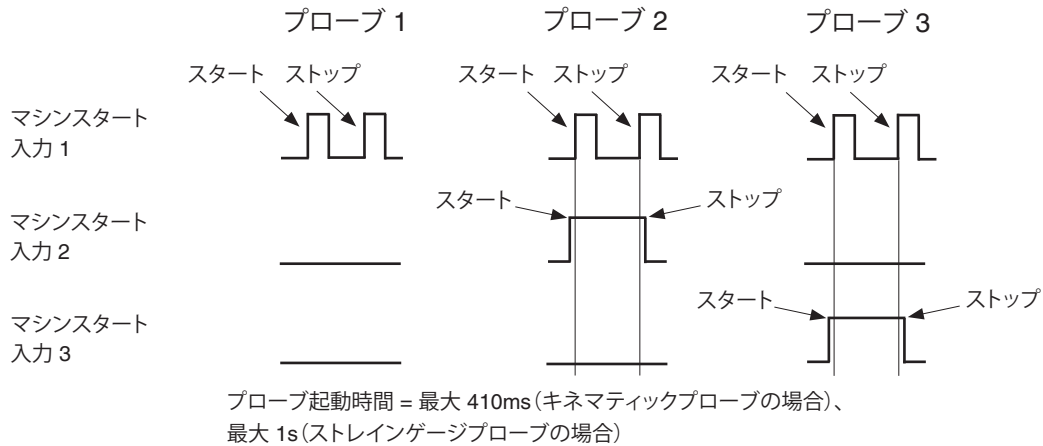 プローブ 1 プローブ 2 プローブ 3
スタート ストップ スタート ストップ スタート ストップ
マシンスタート
入力 1
スタート ストップ
マシンスタート
入力 2
スタート ストップ
マシンスタート
入力 3
プローブ起動時間 = 最大 410ms(キネマティックプローブの場合)、
最大 1s(ストレインゲージプローブの場合)